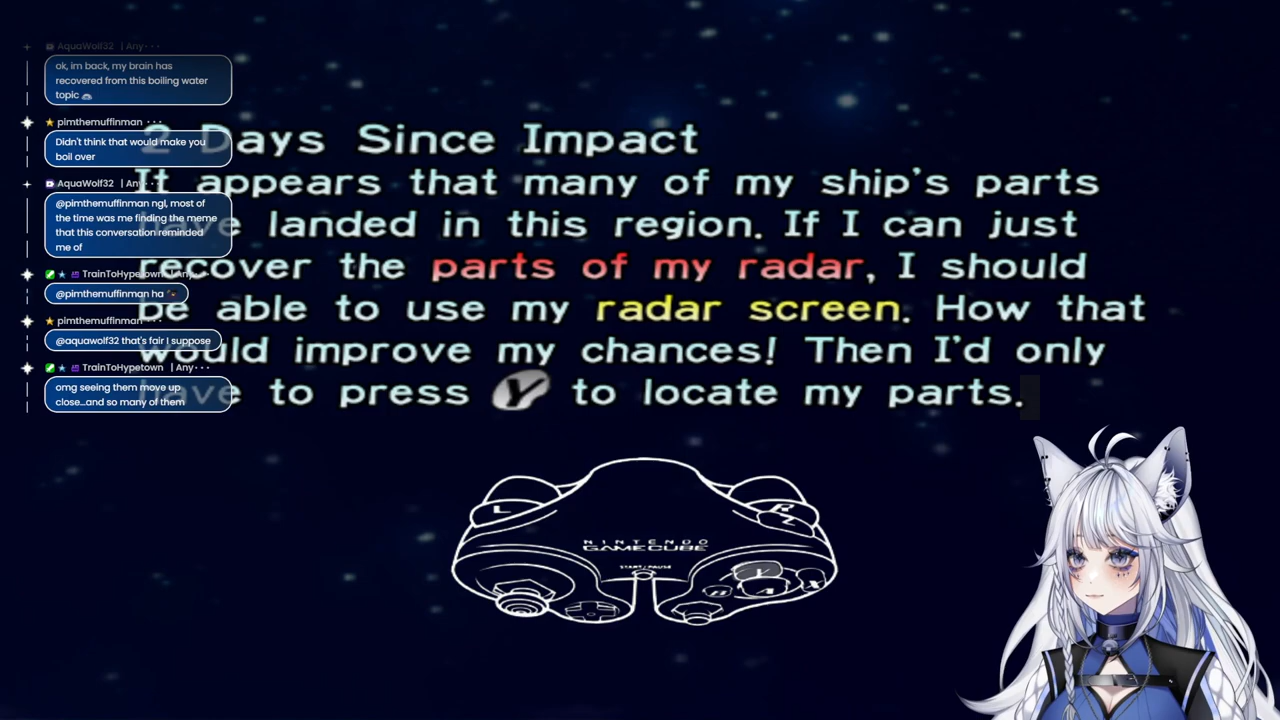 AquaWolf32 | Any···
ok, im back, my brain has
recovered from this boiling water
topic
pimthemuffinman ···
Didn't think that would make you
boil over
AquaWolf32 | Any···
@pimthemuffinman ngl, most of
the time was me finding the meme
that this conversation reminded
me of
TrainToHypetown | Any···
@pimthemuffinman ha
pimthemuffinman ···
@aquawolf32 that's fair I suppose
TrainToHypetown | Any···
omg seeing them move up
close...and so many of them
2 Days Since Impact
It appears that many of my ship's parts
have landed in this region. If I can just
recover the parts of my radar, I should
be able to use my radar screen. How that
would improve my chances! Then I'd only
have to press Y to locate my parts.
L
R
Z
NINTENDO
GAMECUBE
START/PAUSE
Y
X
B
A